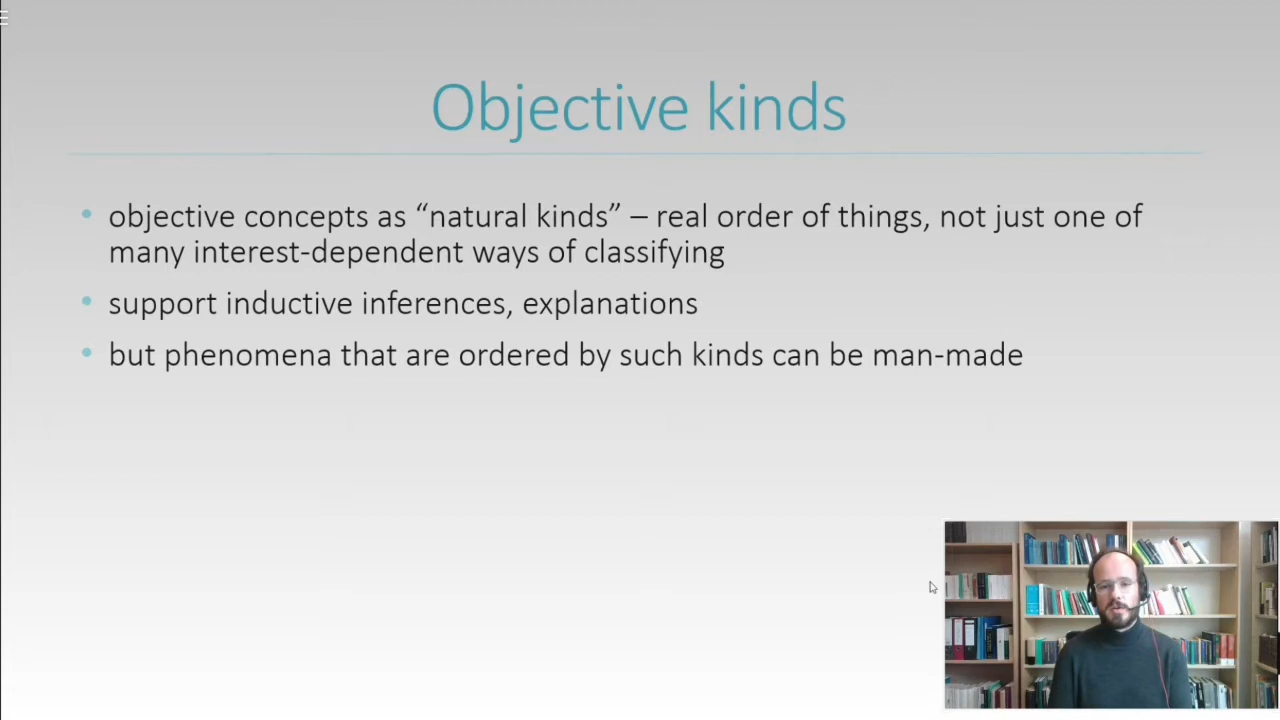 Objective kinds
• objective concepts as “natural kinds” – real order of things, not just one of
many interest-dependent ways of classifying
• support inductive inferences, explanations
• but phenomena that are ordered by such kinds can be man-made